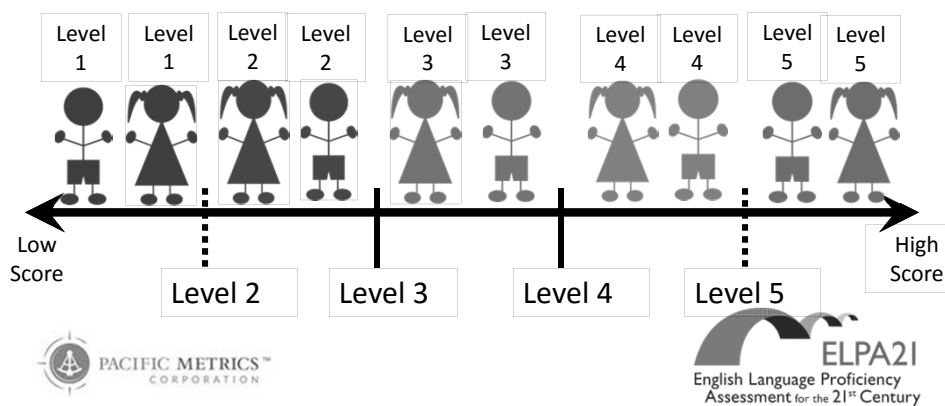 Level
1
Level
1
Level
2
Level
2
Level
3
Level
3
Level
4
Level
4
Level
5
Level
5
Low
Score
High
Score
Level 2
Level 3
Level 4
Level 5
PACIFIC METRICS™
CORPORATION
ELPA21
English Language Proficiency
Assessment for the 21st Century